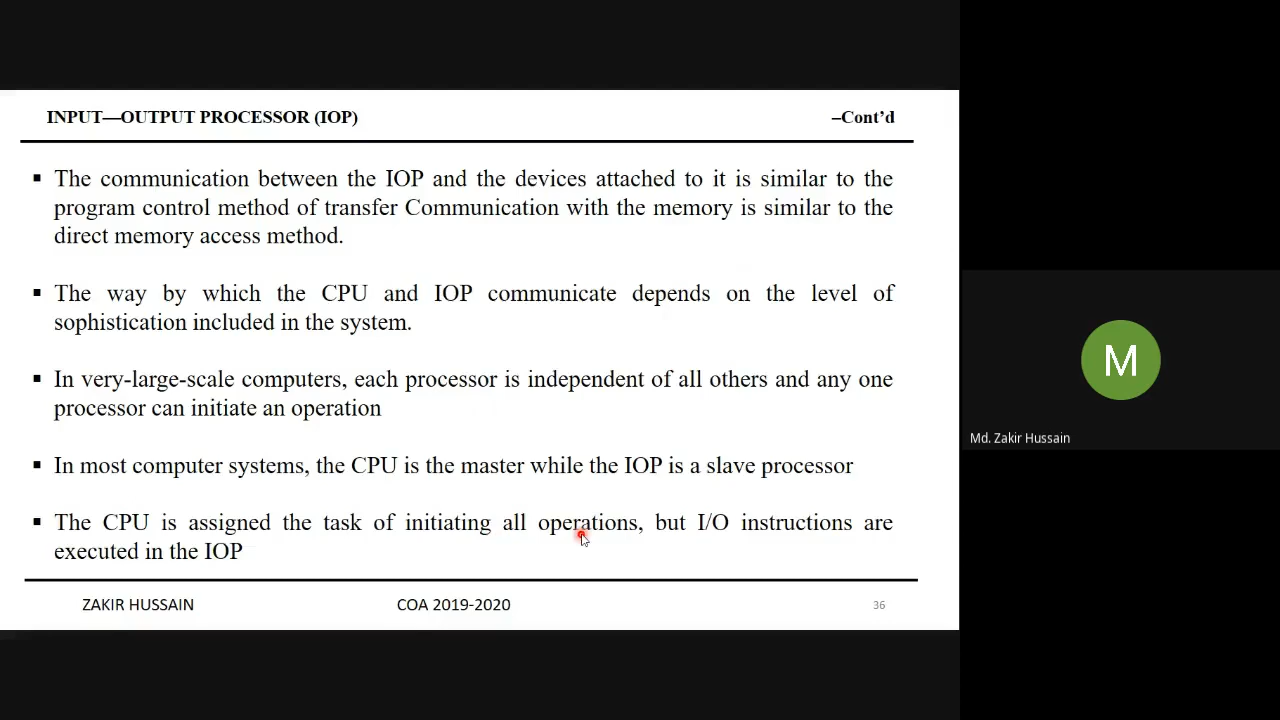 INPUT—OUTPUT PROCESSOR (IOP) –Cont’d
▪ The communication between the IOP and the devices attached to it is similar to the
program control method of transfer Communication with the memory is similar to the
direct memory access method.
▪ The way by which the CPU and IOP communicate depends on the level of
sophistication included in the system.
▪ In very-large-scale computers, each processor is independent of all others and any one
processor can initiate an operation
▪ In most computer systems, the CPU is the master while the IOP is a slave processor
▪ The CPU is assigned the task of initiating all operations, but I/O instructions are
executed in the IOP
ZAKIR HUSSAIN COA 2019-2020 36
M
Md. Zakir Hussain